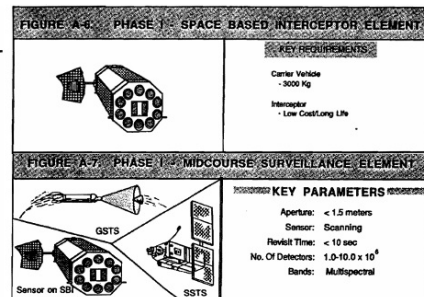 FIGURE A-6. PHASE I - SPACE BASED INTERCEPTOR ELEMENT
KEY REQUIREMENTS
Carrier Vehicle
- 3000 Kg
Interceptor
- Low Cost/Long Life
FIGURE A-7. PHASE I - MIDCOURSE SURVEILLANCE ELEMENT
GSTS
Sensor on SBI
SSTS
KEY PARAMETERS
Aperture: < 1.5 meters
Sensor: Scanning
Revisit Time: < 10 sec
No. Of Detectors: 1.0-10.0 x 10⁶
Bands: Multispectral